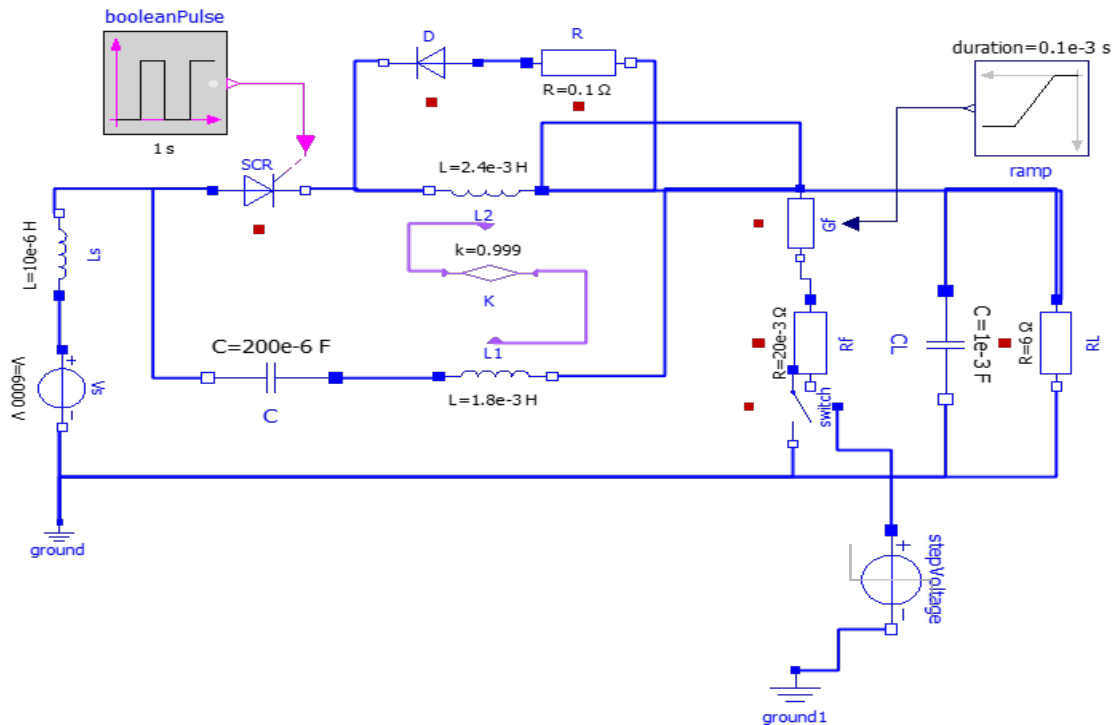 booleanPulse
1 s
D
R
R=0.1 Ω
duration=0.1e-3 s
ramp
SCR
L=2.4e-3 H
L2
k=0.999
K
L1
L=1.8e-3 H
L=10e-6 H
Ls
V=6000 V
Vs
C=200e-6 F
C
Gf
R=20e-3 Ω
Rf
switch
CL
C=1e-3 F
R=6 Ω
RL
ground
stepVoltage
ground1